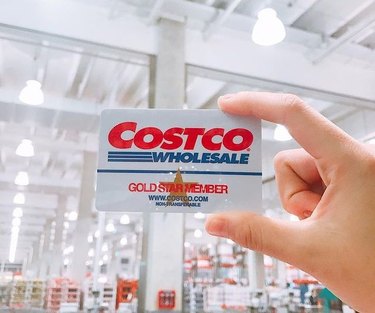 COSTCO
WHOLESALE
GOLD STAR MEMBER
WWW.COSTCO.COM
NON-TRANSFERABLE